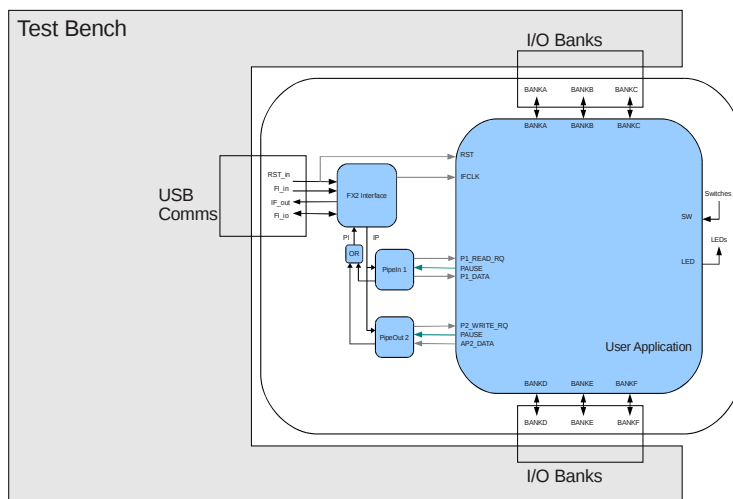 Test Bench
I/O Banks
BANKA BANKB BANKC
BANKA BANKB BANKC
USB
Comms
RST_in
FI_in
IF_out
FI_io
FX2 Interface
PI IP
OR
PipeIn 1
PipeOut 2
RST
IFCLK
P1_READ_RQ
PAUSE
P1_DATA
P2_WRITE_RQ
PAUSE
AP2_DATA
Switches
SW
LEDs
LED
User Application
BANKD BANKE BANKF
BANKD BANKE BANKF
I/O Banks